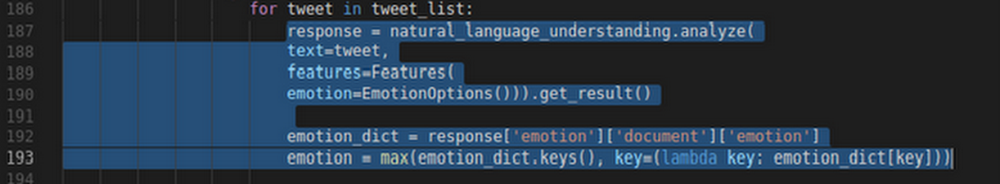 186 for tweet in tweet_list:
187 response = natural_language_understanding.analyze(
188 text=tweet,
189 features=Features(
190 emotion=EmotionOptions())).get_result()
191
192 emotion_dict = response['emotion']['document']['emotion']
193 emotion = max(emotion_dict.keys(), key=(lambda key: emotion_dict[key]))
194